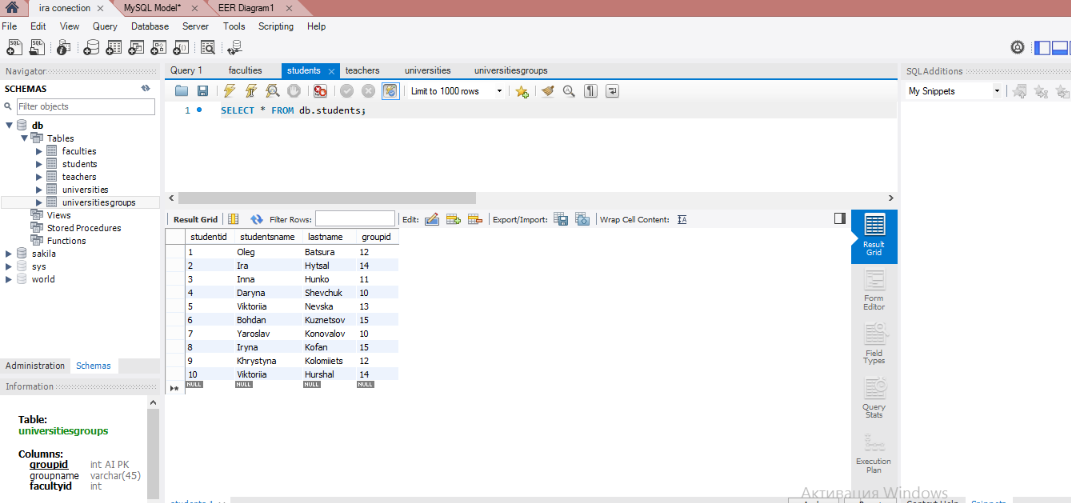 ira conection
MySQL Model*
EER Diagram1
File Edit View Query Database Server Tools Scripting Help
Navigator
Query 1 faculties students teachers universities universitiesgroups
SQLAdditions
SCHEMAS
Filter objects
Limit to 1000 rows
My Snippets
1 SELECT * FROM db.students;
db
Tables
faculties
students
teachers
universities
universitiesgroups
Views
Stored Procedures
Functions
sakila
sys
world
Result Grid Filter Rows: Edit: Export/Import: Wrap Cell Content:
studentid studentsname lastname groupid
1 Oleg Batsura 12
2 Ira Hytsal 14
3 Inna Hunko 11
4 Daryna Shevchuk 10
5 Viktoriia Nevska 13
6 Bohdan Kuznetsov 15
7 Yaroslav Konovalov 10
8 Iryna Kofan 15
9 Khrystyna Kolomiiets 12
10 Viktoriia Hurshal 14
NULL NULL NULL NULL
Result
Grid
Form
Editor
Field
Types
Query
Stats
Execution
Plan
Administration Schemas
Information
Table:
universitiesgroups
Columns:
groupid int AI PK
groupname varchar(45)
facultyid int
Активация Windows